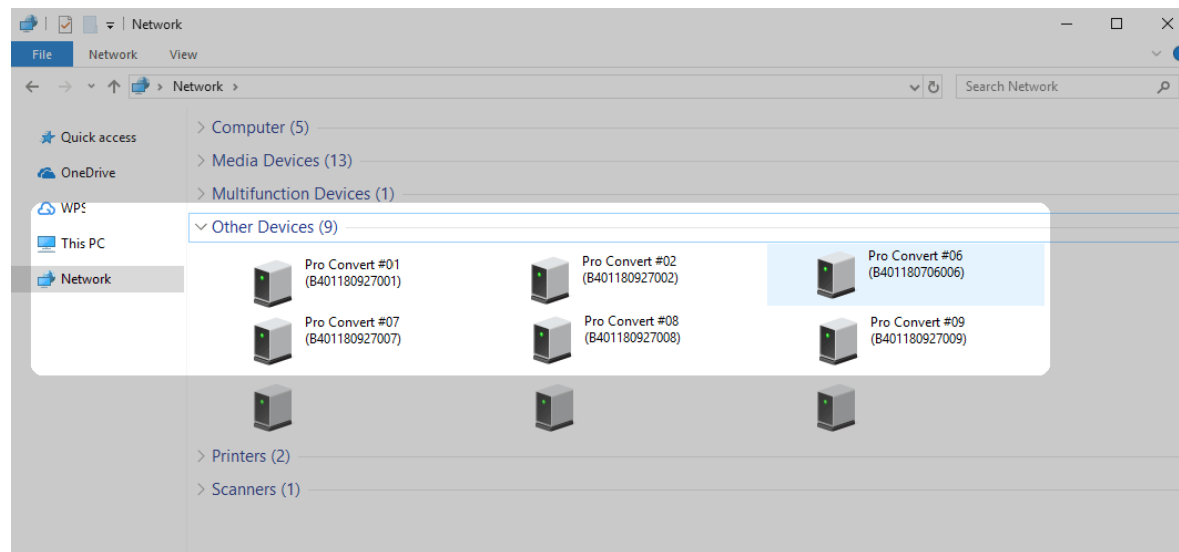 Network
File Network View
Network
Search Network
Quick access
OneDrive
WPS
This PC
Network
Computer (5)
Media Devices (13)
Multifunction Devices (1)
Other Devices (9)
Pro Convert #01
(B401180927001)
Pro Convert #02
(B401180927002)
Pro Convert #06
(B401180706006)
Pro Convert #07
(B401180927007)
Pro Convert #08
(B401180927008)
Pro Convert #09
(B401180927009)
Printers (2)
Scanners (1)